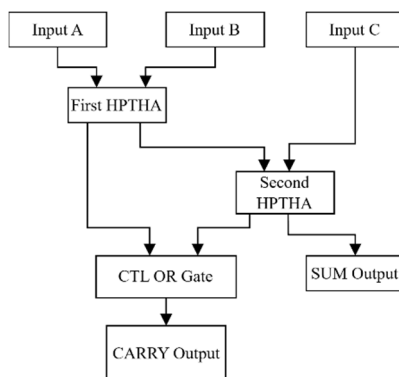 Input A
Input B
Input C
First HPTHA
Second
HPTHA
CTL OR Gate
SUM Output
CARRY Output